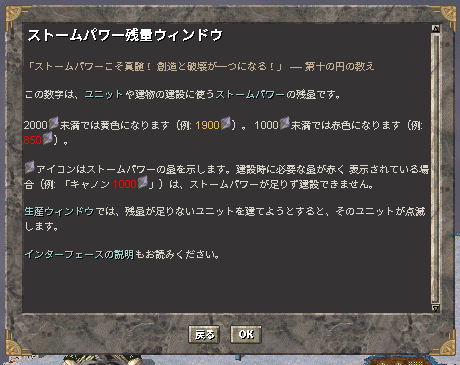 ストームパワー残量ウィンドウ
「ストームパワーこそ真髄！ 創造と破壊が一つになる！」 — 第十の円の教え
この数字は、ユニットや建物の建設に使うストームパワーの残量です。
2000未満では黄色になります（例: 1900）。 1000未満では赤色になります（例:
850）。
アイコンはストームパワーの量を示します。建設時に必要な量が赤く表示されている場
合（例: 「キャノン 1000」）は、ストームパワーが足りず建設できません。
生産ウィンドウでは、残量が足りないユニットを建てようとすると、そのユニットが点滅
します。
インターフェースの説明もお読みください。
戻る OK